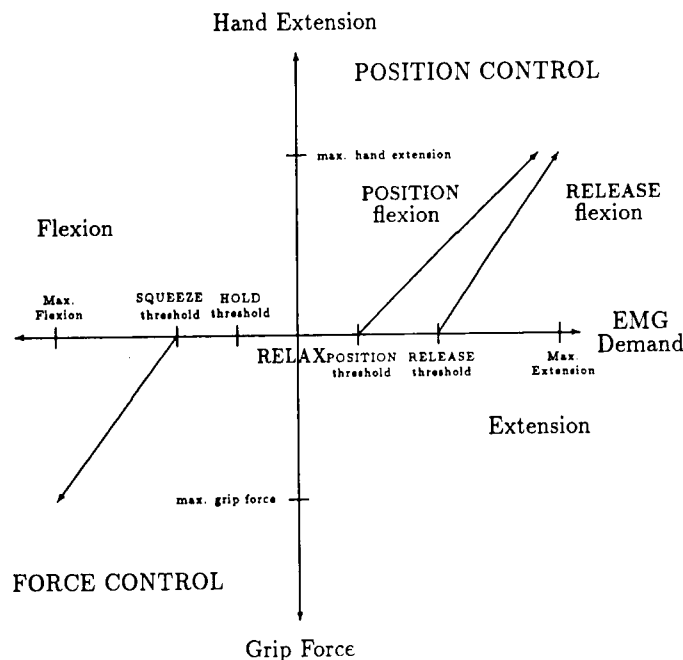 Hand Extension
POSITION CONTROL
max. hand extension
POSITION
flexion
RELEASE
flexion
Flexion
Max.
Flexion
SQUEEZE
threshold
HOLD
threshold
EMG
Demand
RELAX
POSITION
threshold
RELEASE
threshold
Max.
Extension
Extension
max. grip force
FORCE CONTROL
Grip Force